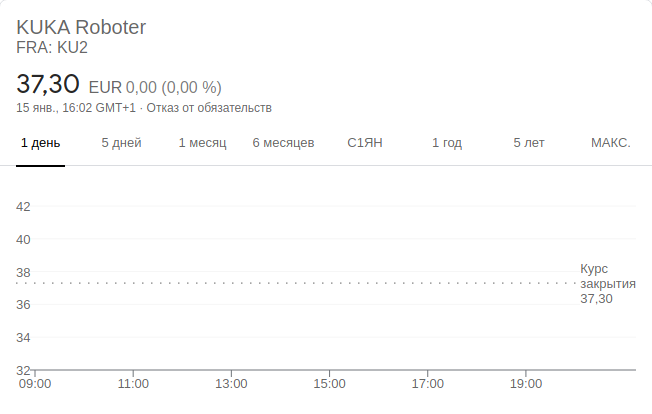 KUKA Roboter
FRA: KU2
37,30 EUR 0,00 (0,00 %)
15 янв., 16:02 GMT+1 · Отказ от обязательств
1 день 5 дней 1 месяц 6 месяцев С1ЯН 1 год 5 лет МАКС.
42
40
38
36
34
32
Курс
закрытия
37,30
09:00 11:00 13:00 15:00 17:00 19:00